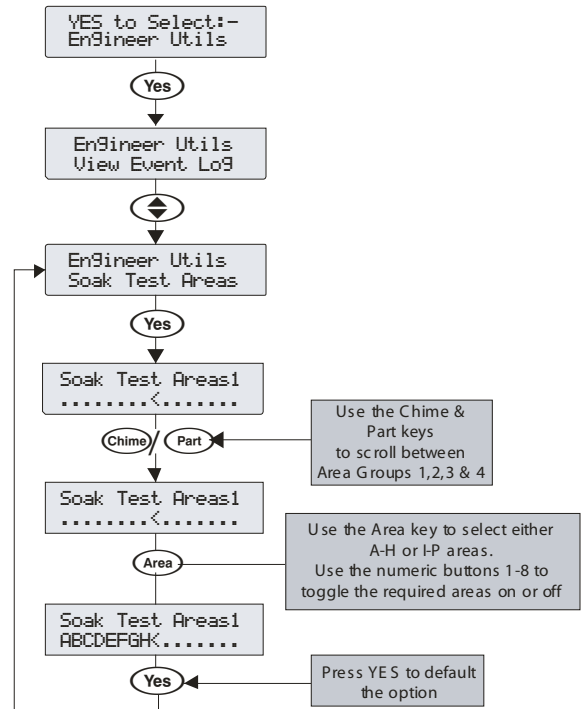 YES to Select:-
Engineer Utils
Yes
Engineer Utils
View Event Log
Engineer Utils
Soak Test Areas
Yes
Soak Test Areas1
........<.......
Chime / Part
Use the Chime &
Part keys
to scroll between
Area Groups 1,2,3 & 4
Soak Test Areas1
........<.......
Area
Use the Area key to select either
A-H or I-P areas.
Use the numeric buttons 1-8 to
toggle the required areas on or off
Soak Test Areas1
ABCDEFGH<.......
Yes
Press YES to default
the option